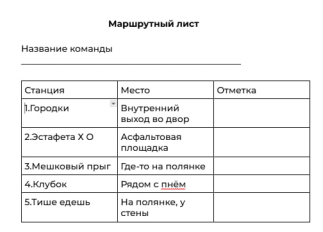 Маршрутный лист
Название команды
Станция Место Отметка
1.Городки Внутренний
выход во двор
2.Эстафета Х О Асфальтовая
площадка
3.Мешковый прыг Где-то на полянке
4.Клубок Рядом с пнём
5.Тише едешь На полянке, у
стены